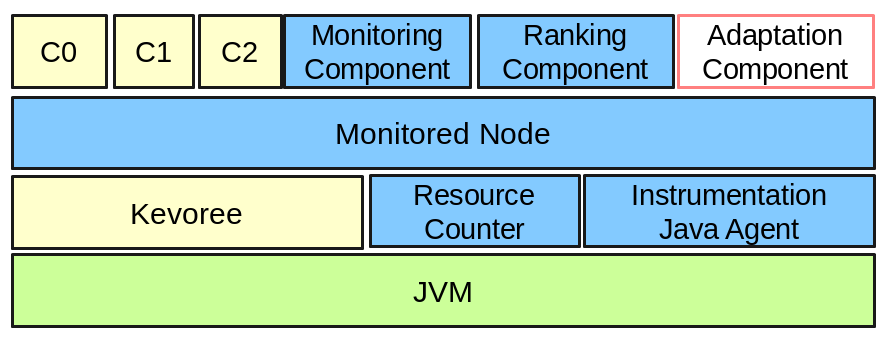 C0
C1
C2
Monitoring
Component
Ranking
Component
Adaptation
Component
Monitored Node
Kevoree
Resource
Counter
Instrumentation
Java Agent
JVM